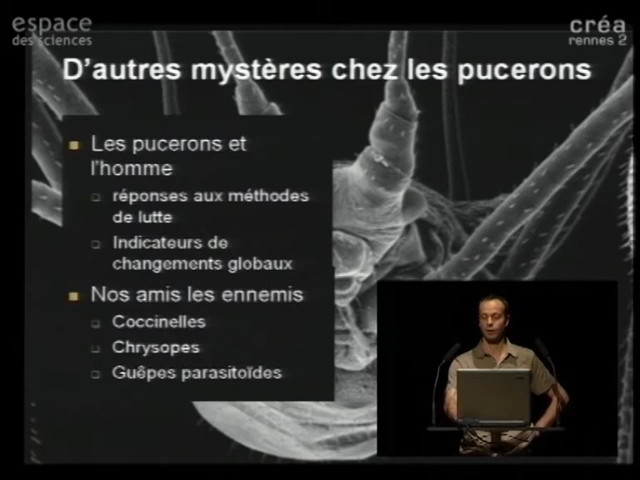 espace
des sciences
créa
rennes 2
D'autres mystères chez les pucerons
Les pucerons et
l'homme
réponses aux méthodes
de lutte
Indicateurs de
changements globaux
Nos amis les ennemis
Coccinelles
Chrysopes
Guêpes parasitoïdes